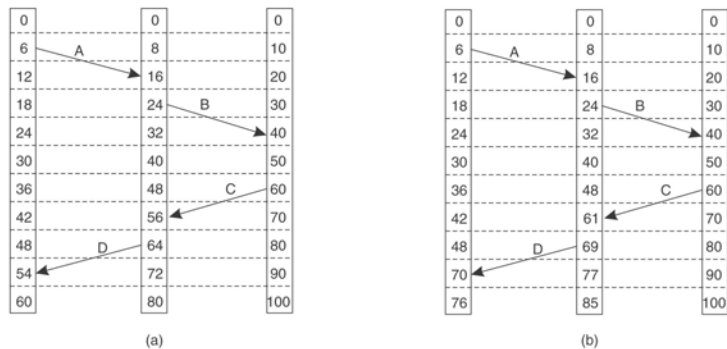 0 0 0 0 0 0
6 A 8 10 6 A 8 10
12 16 20 12 16 20
18 24 B 30 18 24 B 30
24 32 40 24 32 40
30 40 50 30 40 50
36 48 C 60 36 48 C 60
42 56 70 42 61 70
48 D 64 80 48 D 69 80
54 72 90 70 77 90
60 80 100 76 85 100
(a) (b)